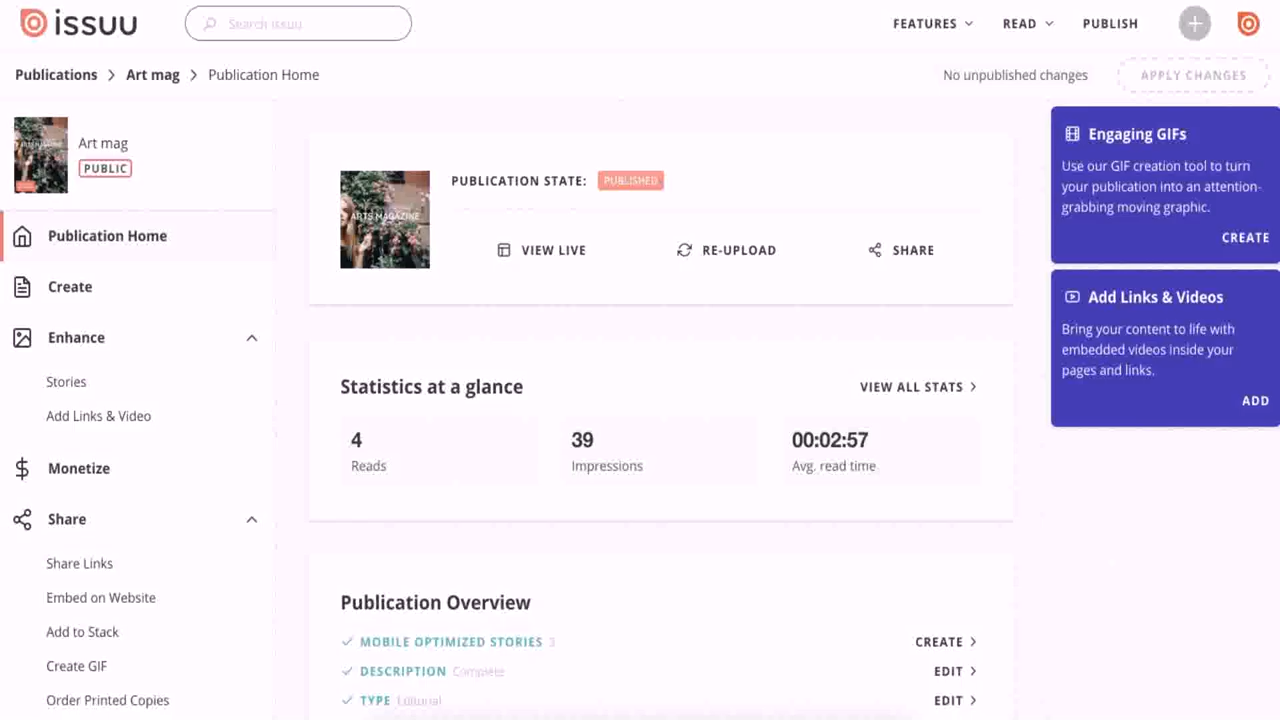 issuu
Search issuu
FEATURES READ PUBLISH
Publications > Art mag > Publication Home
No unpublished changes
APPLY CHANGES
Art mag
PUBLIC
Publication Home
Create
Enhance
Stories
Add Links & Video
Monetize
Share
Share Links
Embed on Website
Add to Stack
Create GIF
Order Printed Copies
ARTS MAGAZINE
PUBLICATION STATE: PUBLISHED
VIEW LIVE RE-UPLOAD SHARE
Statistics at a glance
VIEW ALL STATS >
4 39 00:02:57
Reads Impressions Avg. read time
Publication Overview
MOBILE OPTIMIZED STORIES 3 CREATE >
DESCRIPTION Complete EDIT >
TYPE Editorial EDIT >
Engaging GIFs
Use our GIF creation tool to turn
your publication into an attention-
grabbing moving graphic.
CREATE
Add Links & Videos
Bring your content to life with
embedded videos inside your
pages and links.
ADD